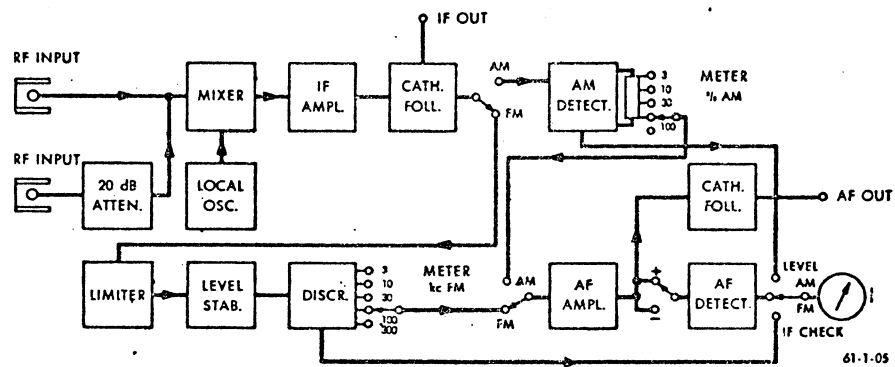 IF OUT
RF INPUT
MIXER
IF
AMPL.
CATH.
FOLL.
AM
FM
AM
DETECT.
3
10
30
100
METER
% AM
RF INPUT
20 dB
ATTEN.
LOCAL
OSC.
CATH.
FOLL.
AF OUT
LIMITER
LEVEL
STAB.
DISCR.
3
10
30
100
300
METER
kc FM
AM
FM
AF
AMPL.
+
−
AF
DETECT.
LEVEL
AM
FM
IF CHECK
61-1-05